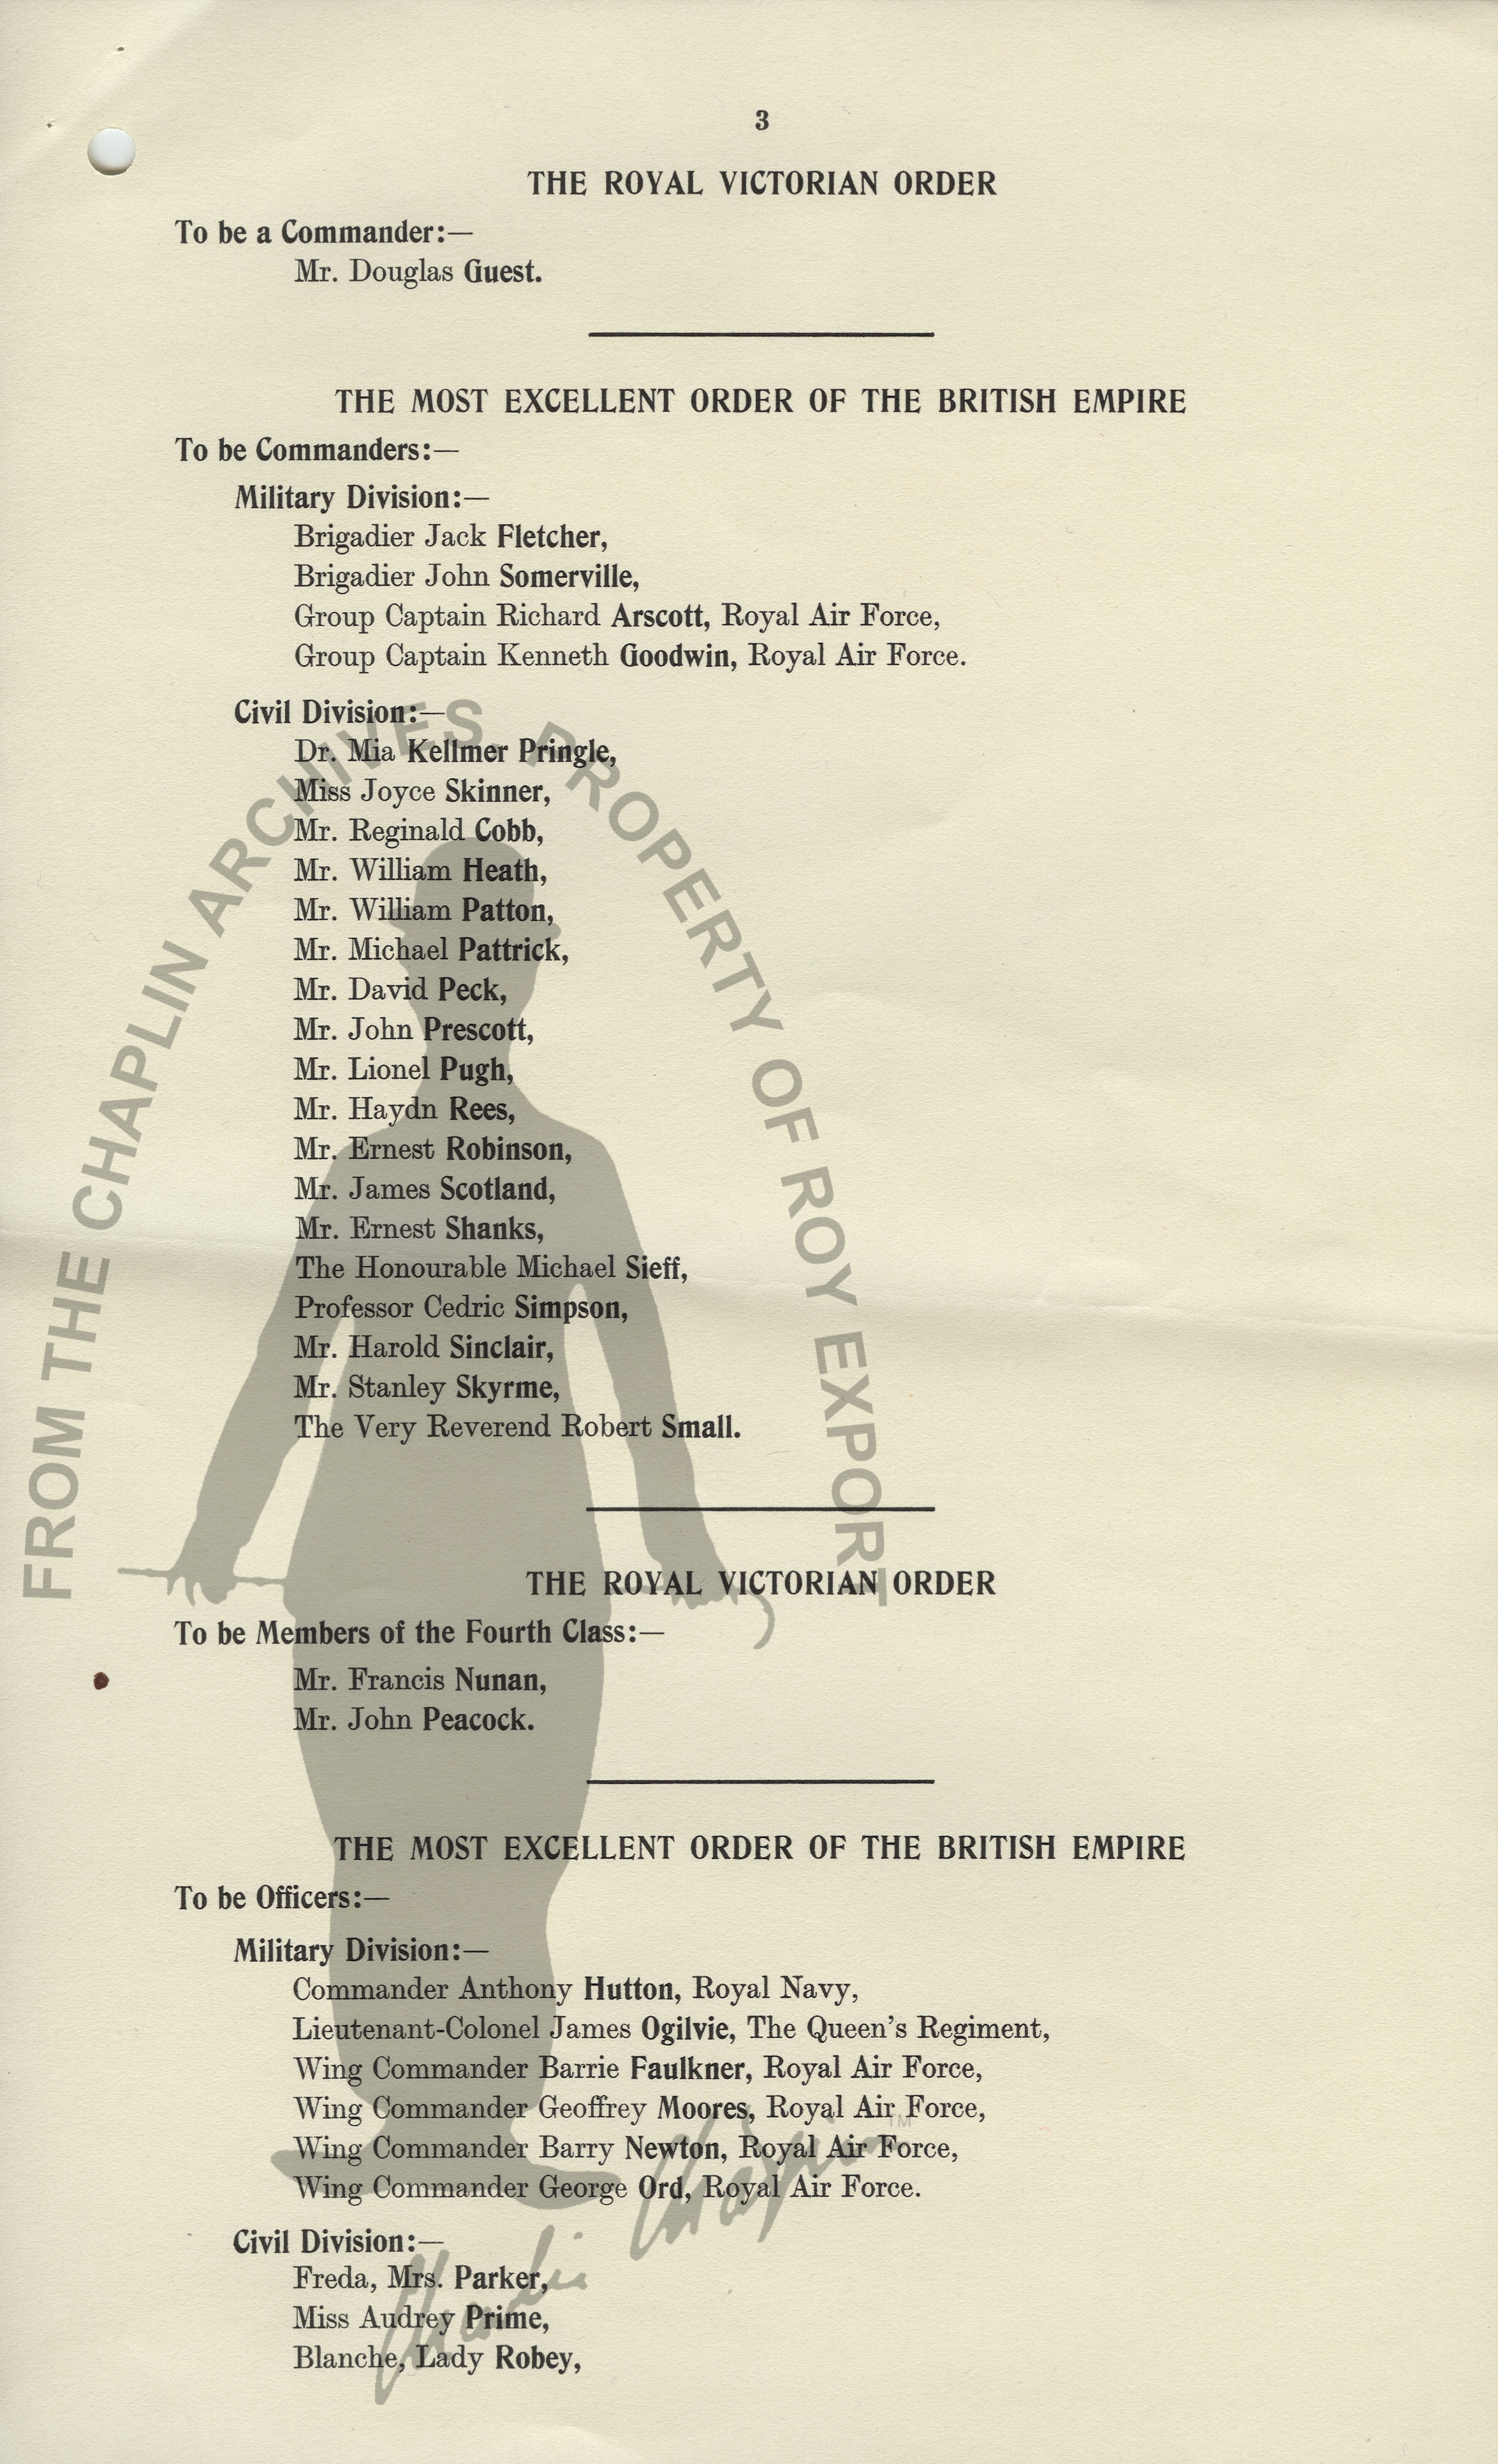 3
THE ROYAL VICTORIAN ORDER
To be a Commander:—
Mr. Douglas Guest.
THE MOST EXCELLENT ORDER OF THE BRITISH EMPIRE
To be Commanders:—
Military Division:—
Brigadier Jack Fletcher,
Brigadier John Somerville,
Group Captain Richard Arscott, Royal Air Force,
Group Captain Kenneth Goodwin, Royal Air Force.
Civil Division:—
Dr. Mia Kellmer Pringle,
Miss Joyce Skinner,
Mr. Reginald Cobb,
Mr. William Heath,
Mr. William Patton,
Mr. Michael Pattrick,
Mr. David Peck,
Mr. John Prescott,
Mr. Lionel Pugh,
Mr. Haydn Rees,
Mr. Ernest Robinson,
Mr. James Scotland,
Mr. Ernest Shanks,
The Honourable Michael Sieff,
Professor Cedric Simpson,
Mr. Harold Sinclair,
Mr. Stanley Skyrme,
The Very Reverend Robert Small.
THE ROYAL VICTORIAN ORDER
To be Members of the Fourth Class:—
Mr. Francis Nunan,
Mr. John Peacock.
THE MOST EXCELLENT ORDER OF THE BRITISH EMPIRE
To be Officers:—
Military Division:—
Commander Anthony Hutton, Royal Navy,
Lieutenant-Colonel James Ogilvie, The Queen's Regiment,
Wing Commander Barrie Faulkner, Royal Air Force,
Wing Commander Geoffrey Moores, Royal Air Force,
Wing Commander Barry Newton, Royal Air Force,
Wing Commander George Ord, Royal Air Force.
Civil Division:—
Freda, Mrs. Parker,
Miss Audrey Prime,
Blanche, Lady Robey,
FROM THE CHAPLIN ARCHIVES, PROPERTY OF ROY EXPORT
Charlie Chaplin TM